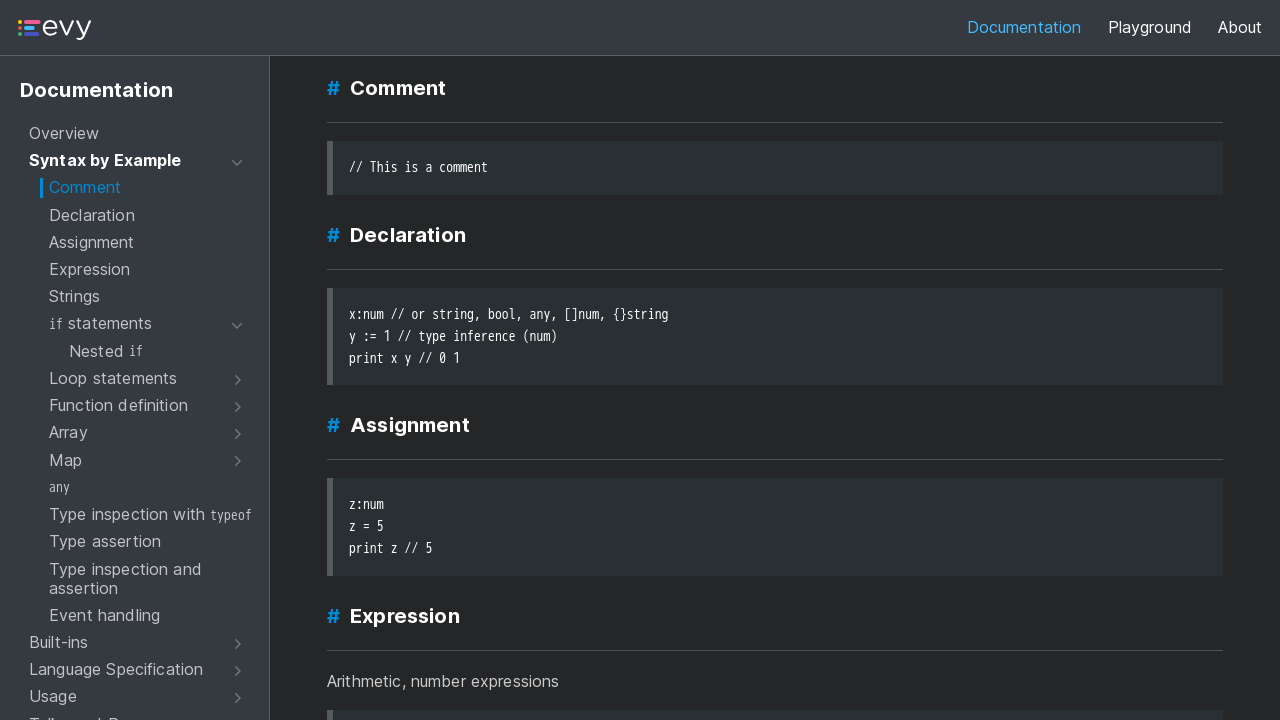 evy
Documentation
Playground
About
Documentation
Overview
Syntax by Example
Comment
Declaration
Assignment
Expression
Strings
if statements
Nested if
Loop statements
Function definition
Array
Map
any
Type inspection with typeof
Type assertion
Type inspection and
assertion
Event handling
Built-ins
Language Specification
Usage
# Comment
// This is a comment
# Declaration
x:num // or string, bool, any, []num, {}string
y := 1 // type inference (num)
print x y // 0 1
# Assignment
z:num
z = 5
print z // 5
# Expression
Arithmetic, number expressions